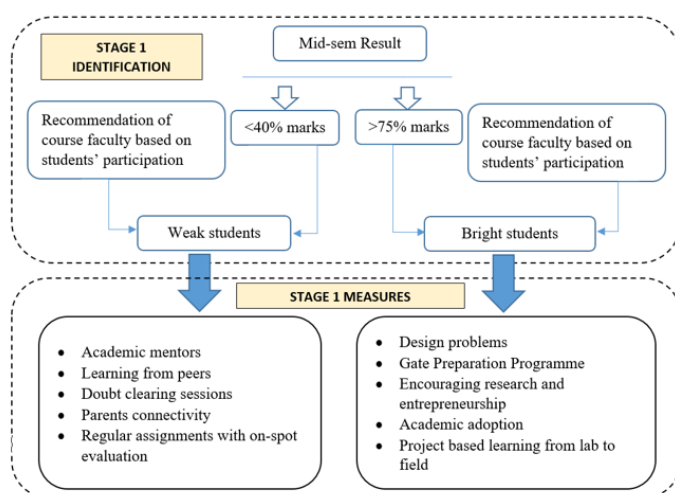 STAGE 1
IDENTIFICATION
Mid-sem Result
Recommendation of
course faculty based on
students’ participation
<40% marks
>75% marks
Recommendation of
course faculty based on
students’ participation
Weak students
Bright students
STAGE 1 MEASURES
• Academic mentors
• Learning from peers
• Doubt clearing sessions
• Parents connectivity
• Regular assignments with on-spot
evaluation
• Design problems
• Gate Preparation Programme
• Encouraging research and
entrepreneurship
• Academic adoption
• Project based learning from lab to
field